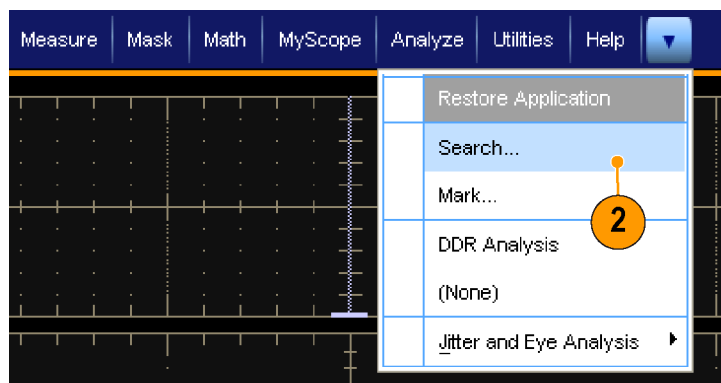 Measure Mask Math MyScope Analyze Utilities Help
Restore Application
Search...
Mark...
2
DDR Analysis
(None)
Jitter and Eye Analysis